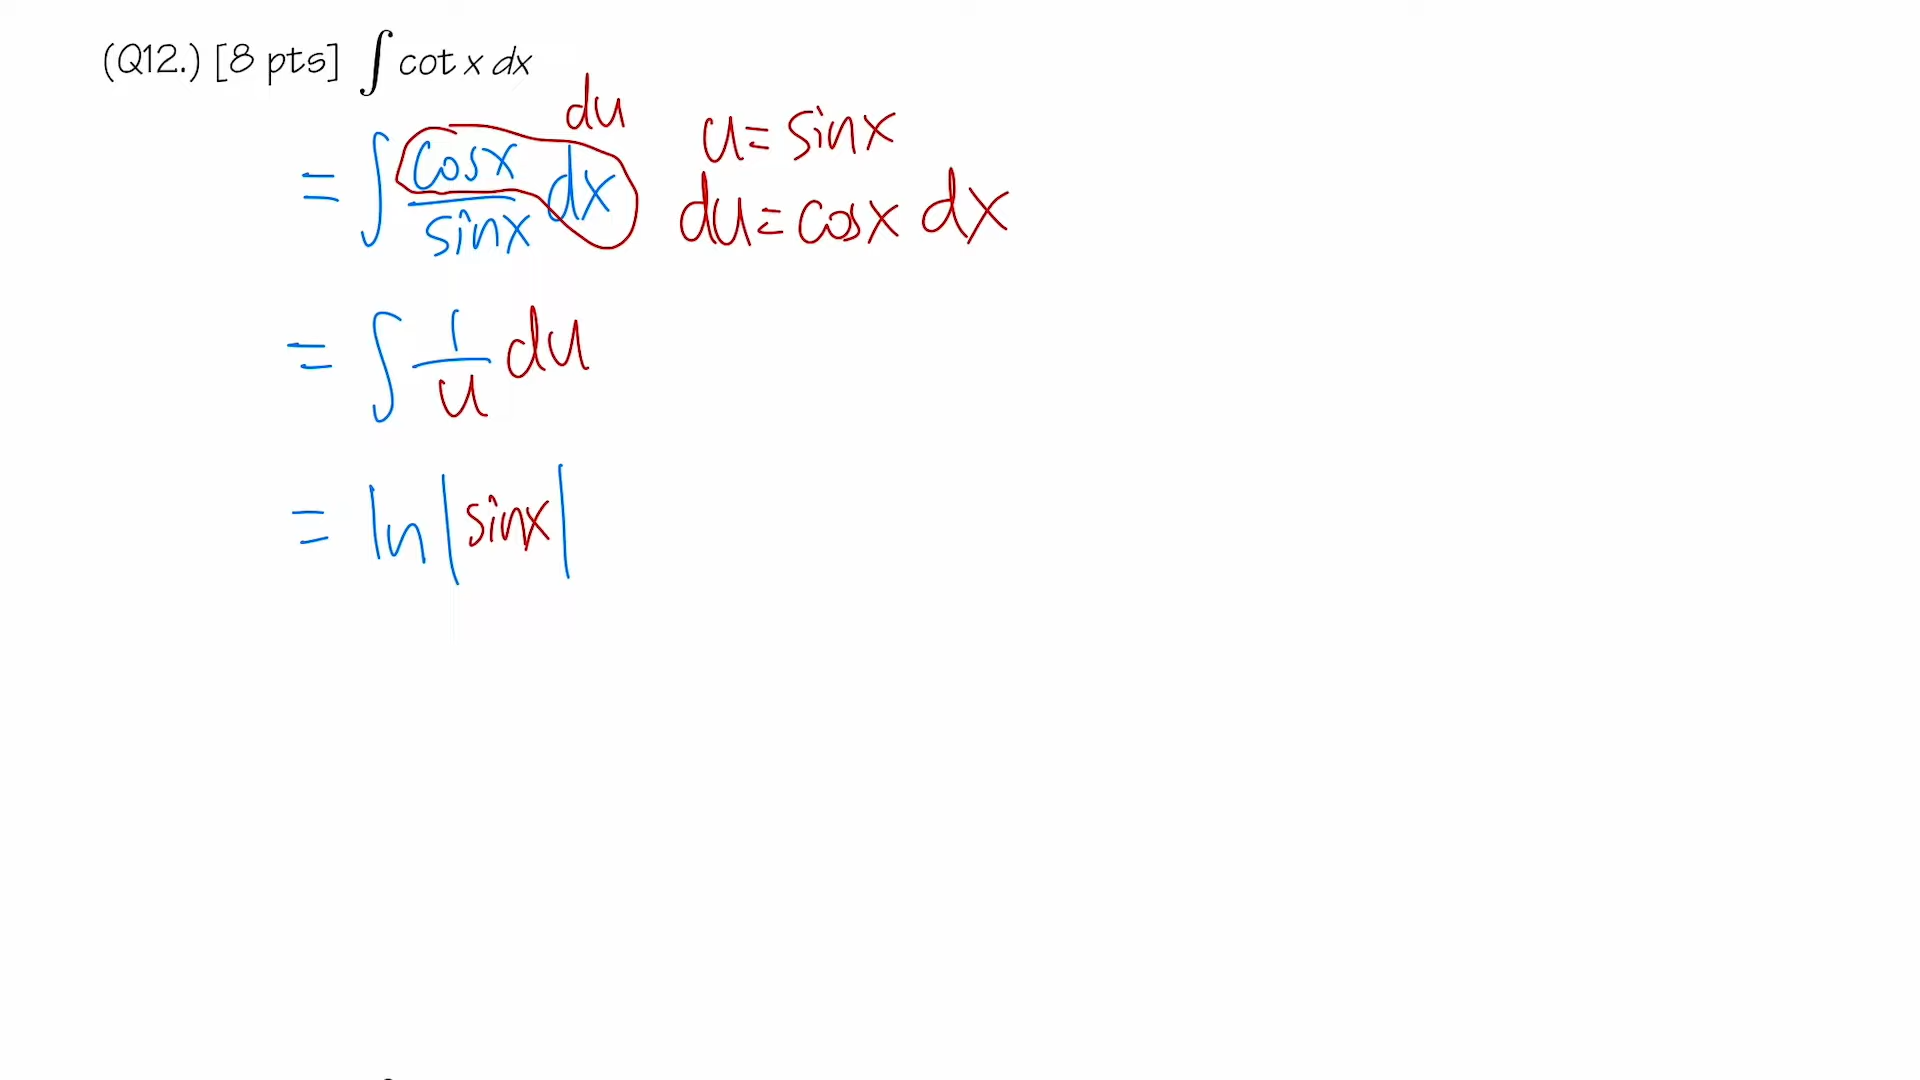 (Q12.) [8 pts] ∫ cot x dx
du
= ∫ cosx/sinx dx
u = sinx
du = cosx dx
= ∫ 1/u du
= ln|sinx|